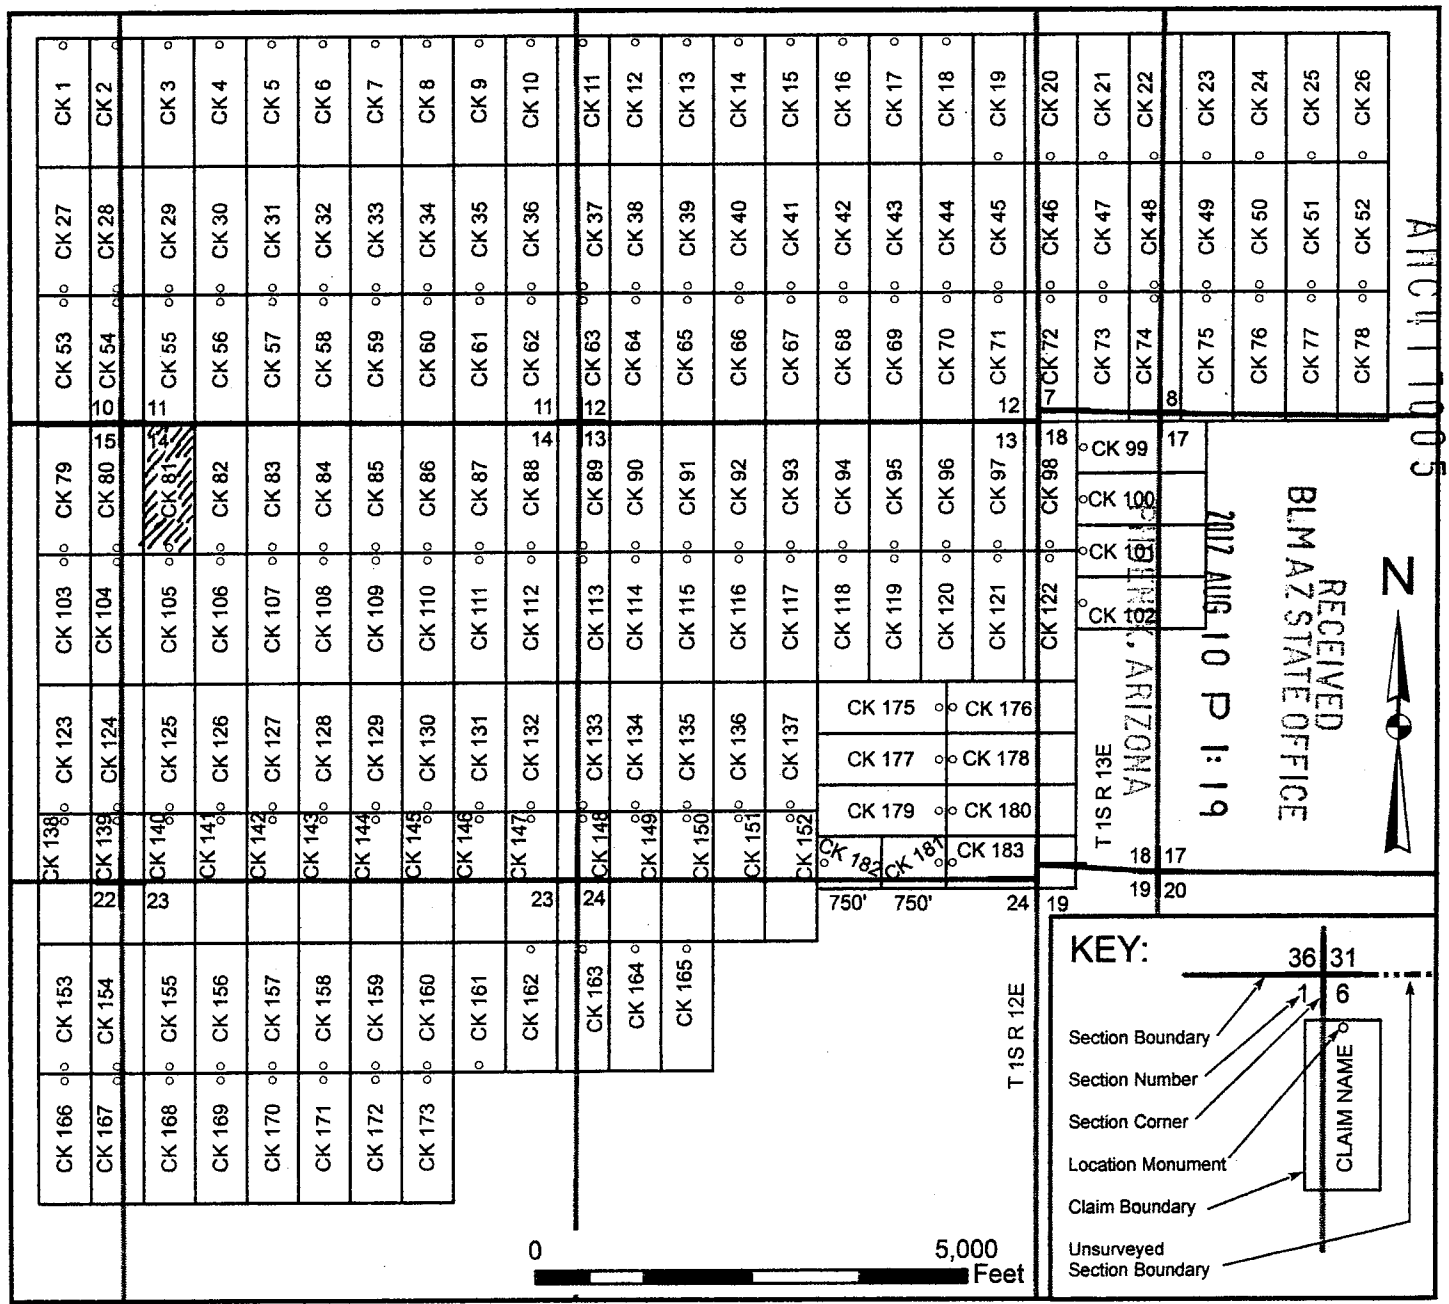 CK 1 CK 2 CK 3 CK 4 CK 5 CK 6 CK 7 CK 8 CK 9 CK 10 CK 11 CK 12 CK 13 CK 14 CK 15 CK 16 CK 17 CK 18 CK 19 CK 20 CK 21 CK 22 CK 23 CK 24 CK 25 CK 26
CK 27 CK 28 CK 29 CK 30 CK 31 CK 32 CK 33 CK 34 CK 35 CK 36 CK 37 CK 38 CK 39 CK 40 CK 41 CK 42 CK 43 CK 44 CK 45 CK 46 CK 47 CK 48 CK 49 CK 50 CK 51 CK 52
CK 53 CK 54 CK 55 CK 56 CK 57 CK 58 CK 59 CK 60 CK 61 CK 62 CK 63 CK 64 CK 65 CK 66 CK 67 CK 68 CK 69 CK 70 CK 71 CK 72 CK 73 CK 74 CK 75 CK 76 CK 77 CK 78
10 11 11 12 12 7 8
15 14 14 13 13 18 17
CK 79 CK 80 CK 81 CK 82 CK 83 CK 84 CK 85 CK 86 CK 87 CK 88 CK 89 CK 90 CK 91 CK 92 CK 93 CK 94 CK 95 CK 96 CK 97 CK 98
CK 99
CK 100
CK 101
CK 102
CK 103 CK 104 CK 105 CK 106 CK 107 CK 108 CK 109 CK 110 CK 111 CK 112 CK 113 CK 114 CK 115 CK 116 CK 117 CK 118 CK 119 CK 120 CK 121 CK 122
CK 123 CK 124 CK 125 CK 126 CK 127 CK 128 CK 129 CK 130 CK 131 CK 132 CK 133 CK 134 CK 135 CK 136 CK 137
CK 175 CK 176
CK 177 CK 178
CK 179 CK 180
CK 182 CK 181 CK 183
CK 138 CK 139 CK 140 CK 141 CK 142 CK 143 CK 144 CK 145 CK 146 CK 147 CK 148 CK 149 CK 150 CK 151 CK 152
18 17
22 23 23 24 750' 750' 24 19 19 20
CK 153 CK 154 CK 155 CK 156 CK 157 CK 158 CK 159 CK 160 CK 161 CK 162 CK 163 CK 164 CK 165
CK 166 CK 167 CK 168 CK 169 CK 170 CK 171 CK 172 CK 173
T 1S R 13E
T 1S R 12E
PHOENIX, ARIZONA
2017 AUG 10 P 1:19
RECEIVED
BLM AZ STATE OFFICE
N
0 5,000
Feet
KEY:
36 31
1 6
Section Boundary
Section Number
Section Corner
Location Monument
Claim Boundary
Unsurveyed
Section Boundary
CLAIM NAME